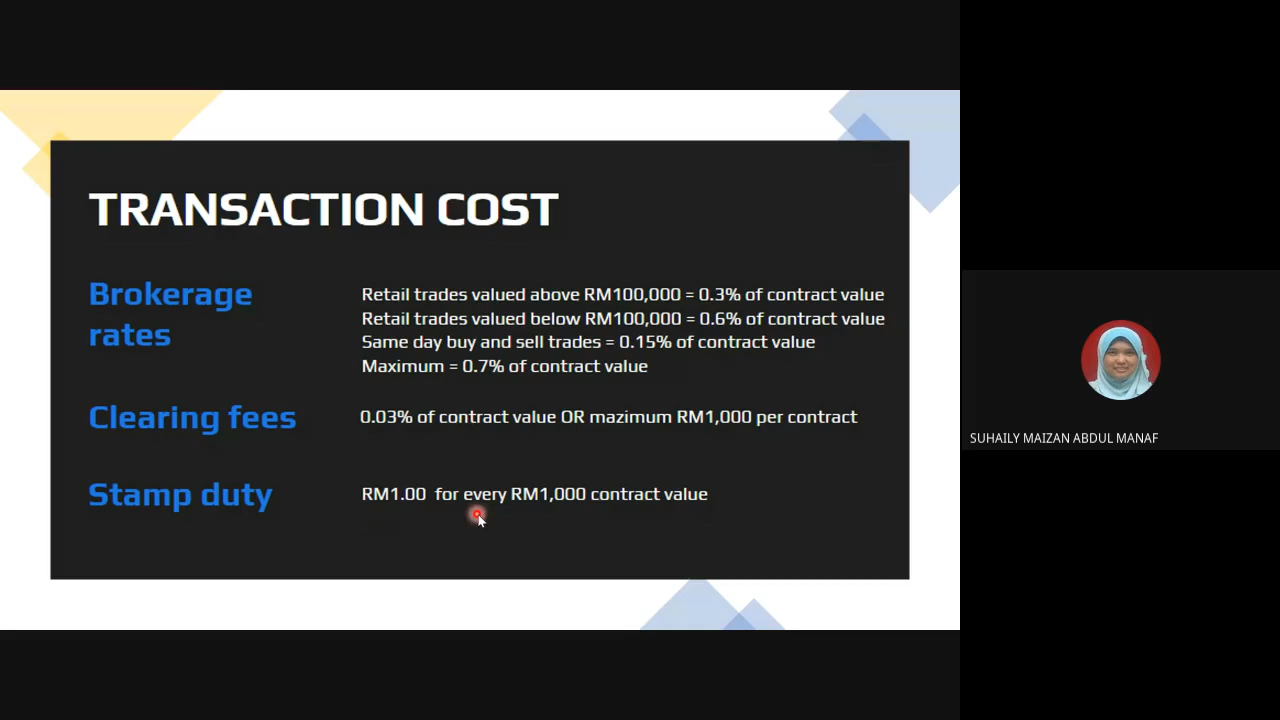 TRANSACTION COST
Brokerage
rates
Retail trades valued above RM100,000 = 0.3% of contract value
Retail trades valued below RM100,000 = 0.6% of contract value
Same day buy and sell trades = 0.15% of contract value
Maximum = 0.7% of contract value
Clearing fees
0.03% of contract value OR mazimum RM1,000 per contract
Stamp duty
RM1.00 for every RM1,000 contract value
SUHAILY MAIZAN ABDUL MANAF